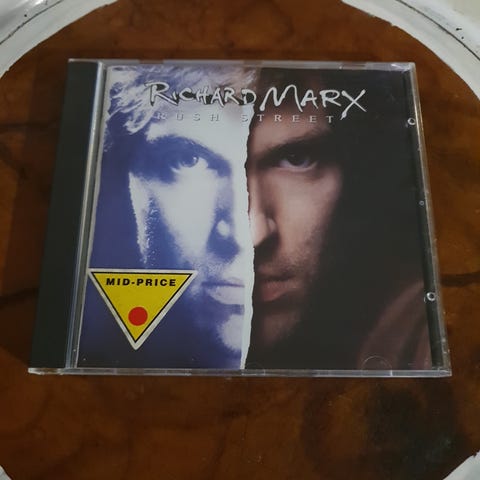 RICHARD MARX
RUSH STREET
MID-PRICE